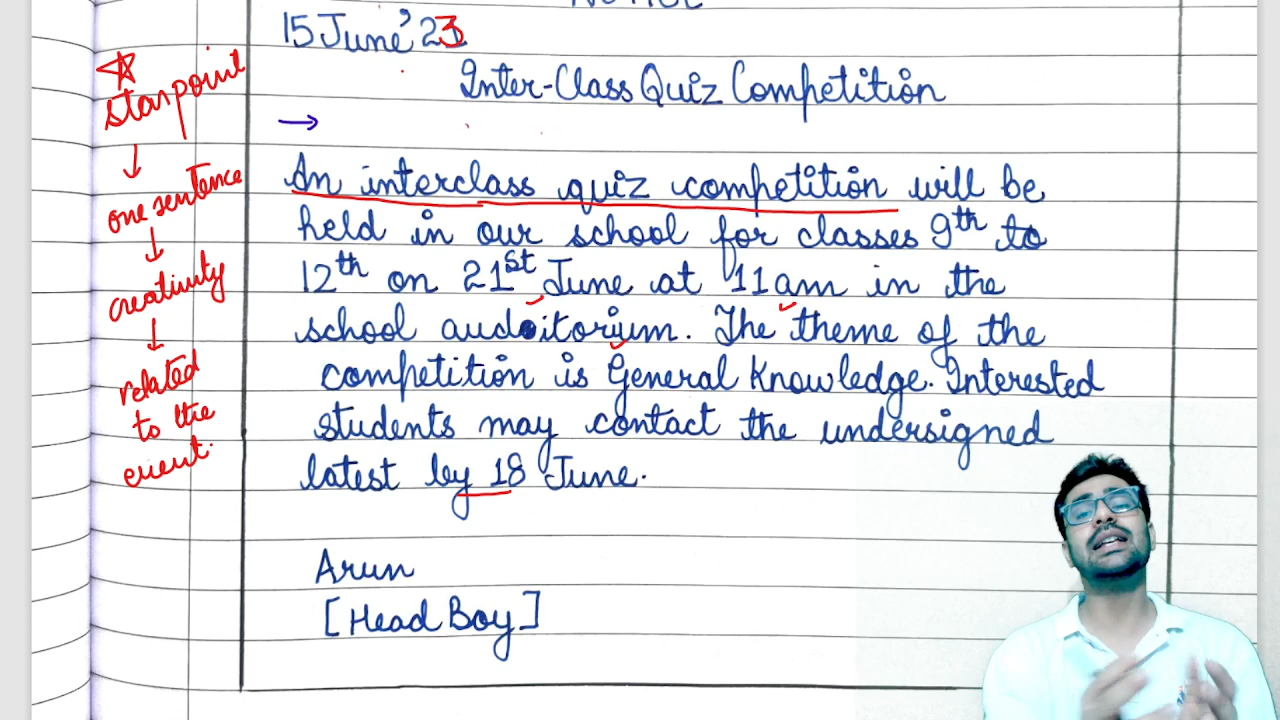 NOTICE
15 June '23
Inter-Class Quiz Competition
An interclass quiz competition will be
held in our school for classes 9th to
12th on 21st June at 11am in the
school auditorium. The theme of the
competition is General Knowledge. Interested
students may contact the undersigned
latest by 18 June.
Arun
[Head Boy]
starpoint
one sentence
creativity
related
to the
event.